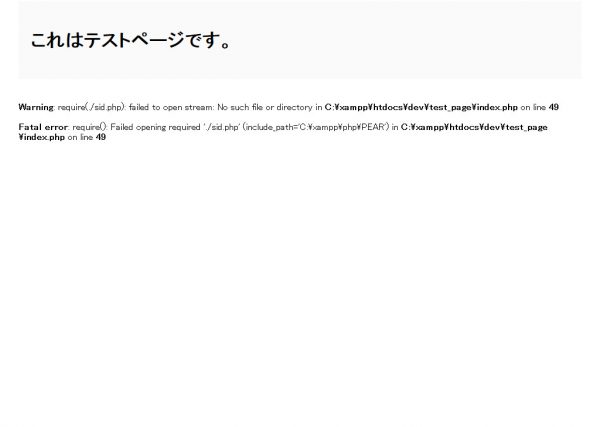 これはテストページです。
Warning: require(./sid.php): failed to open stream: No such file or directory in C:¥xampp¥htdocs¥dev¥test_page¥index.php on line 49
Fatal error: require(): Failed opening required './sid.php' (include_path='C:¥xampp¥php¥PEAR') in C:¥xampp¥htdocs¥dev¥test_page
¥index.php on line 49